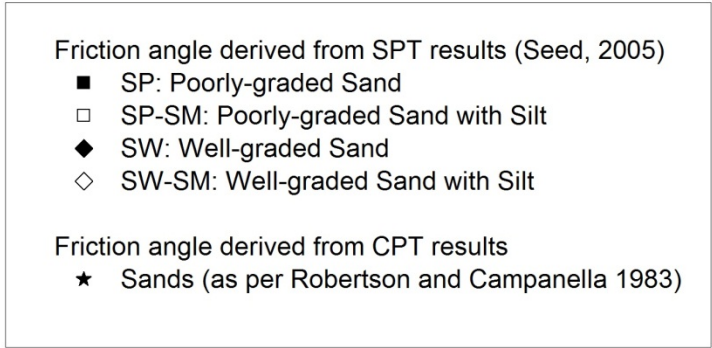 Friction angle derived from SPT results (Seed, 2005)
■ SP: Poorly-graded Sand
□ SP-SM: Poorly-graded Sand with Silt
◆ SW: Well-graded Sand
◇ SW-SM: Well-graded Sand with Silt
Friction angle derived from CPT results
★ Sands (as per Robertson and Campanella 1983)